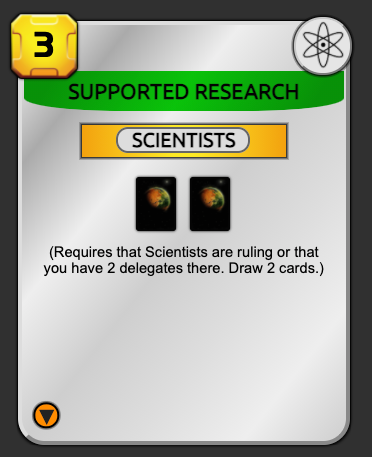 3
SUPPORTED RESEARCH
SCIENTISTS
(Requires that Scientists are ruling or that
you have 2 delegates there. Draw 2 cards.)